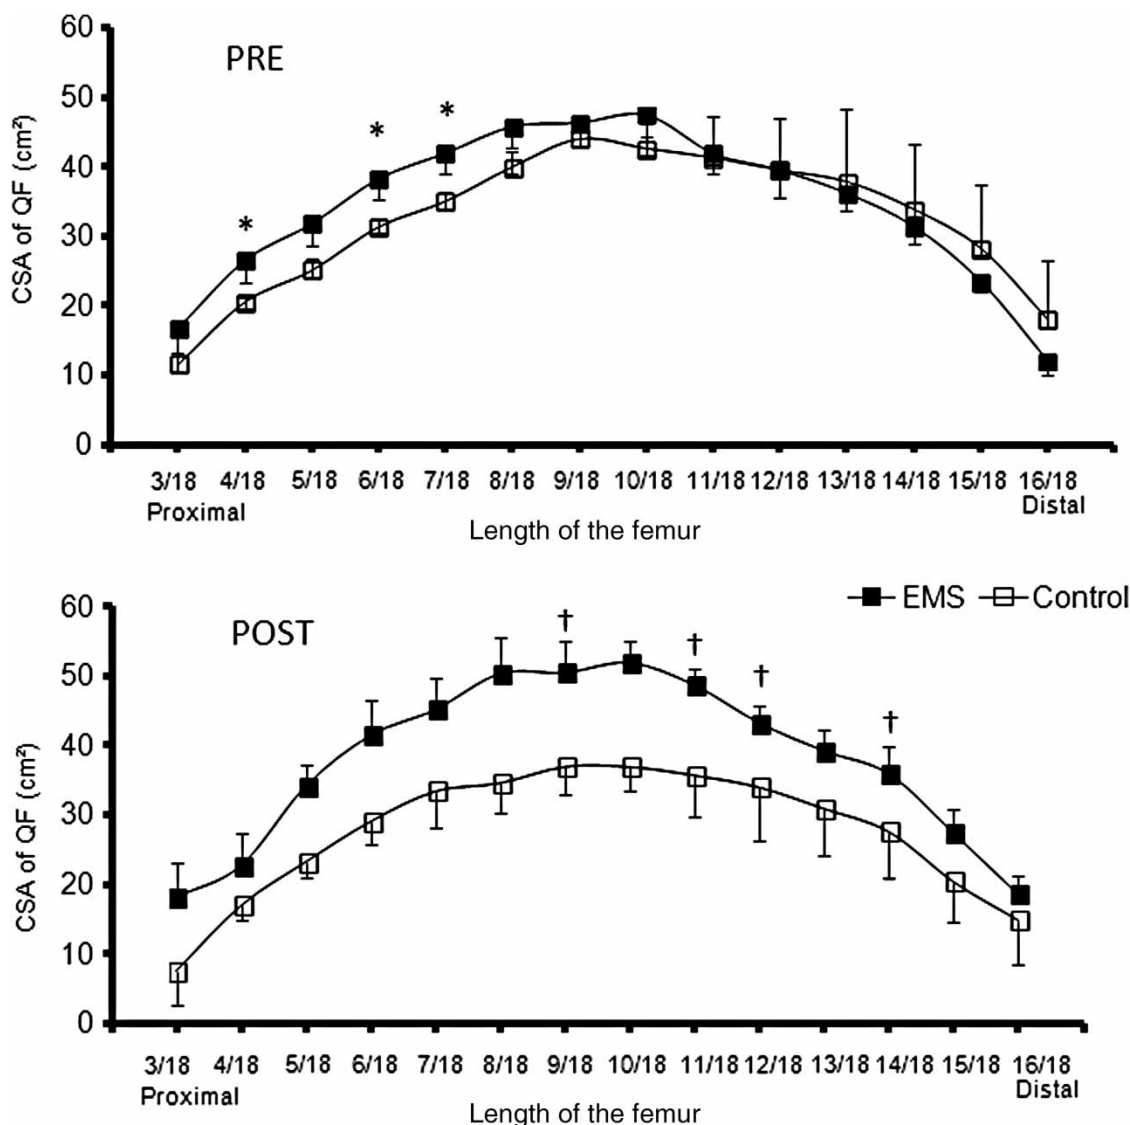 60
PRE
50
* *
40
*
30
20
10
0
CSA of QF (cm²)
3/18 4/18 5/18 6/18 7/18 8/18 9/18 10/18 11/18 12/18 13/18 14/18 15/18 16/18
Proximal Distal
Length of the femur
EMS Control
60
POST
† † † †
50
40
30
20
10
0
CSA of QF (cm²)
3/18 4/18 5/18 6/18 7/18 8/18 9/18 10/18 11/18 12/18 13/18 14/18 15/18 16/18
Proximal Distal
Length of the femur